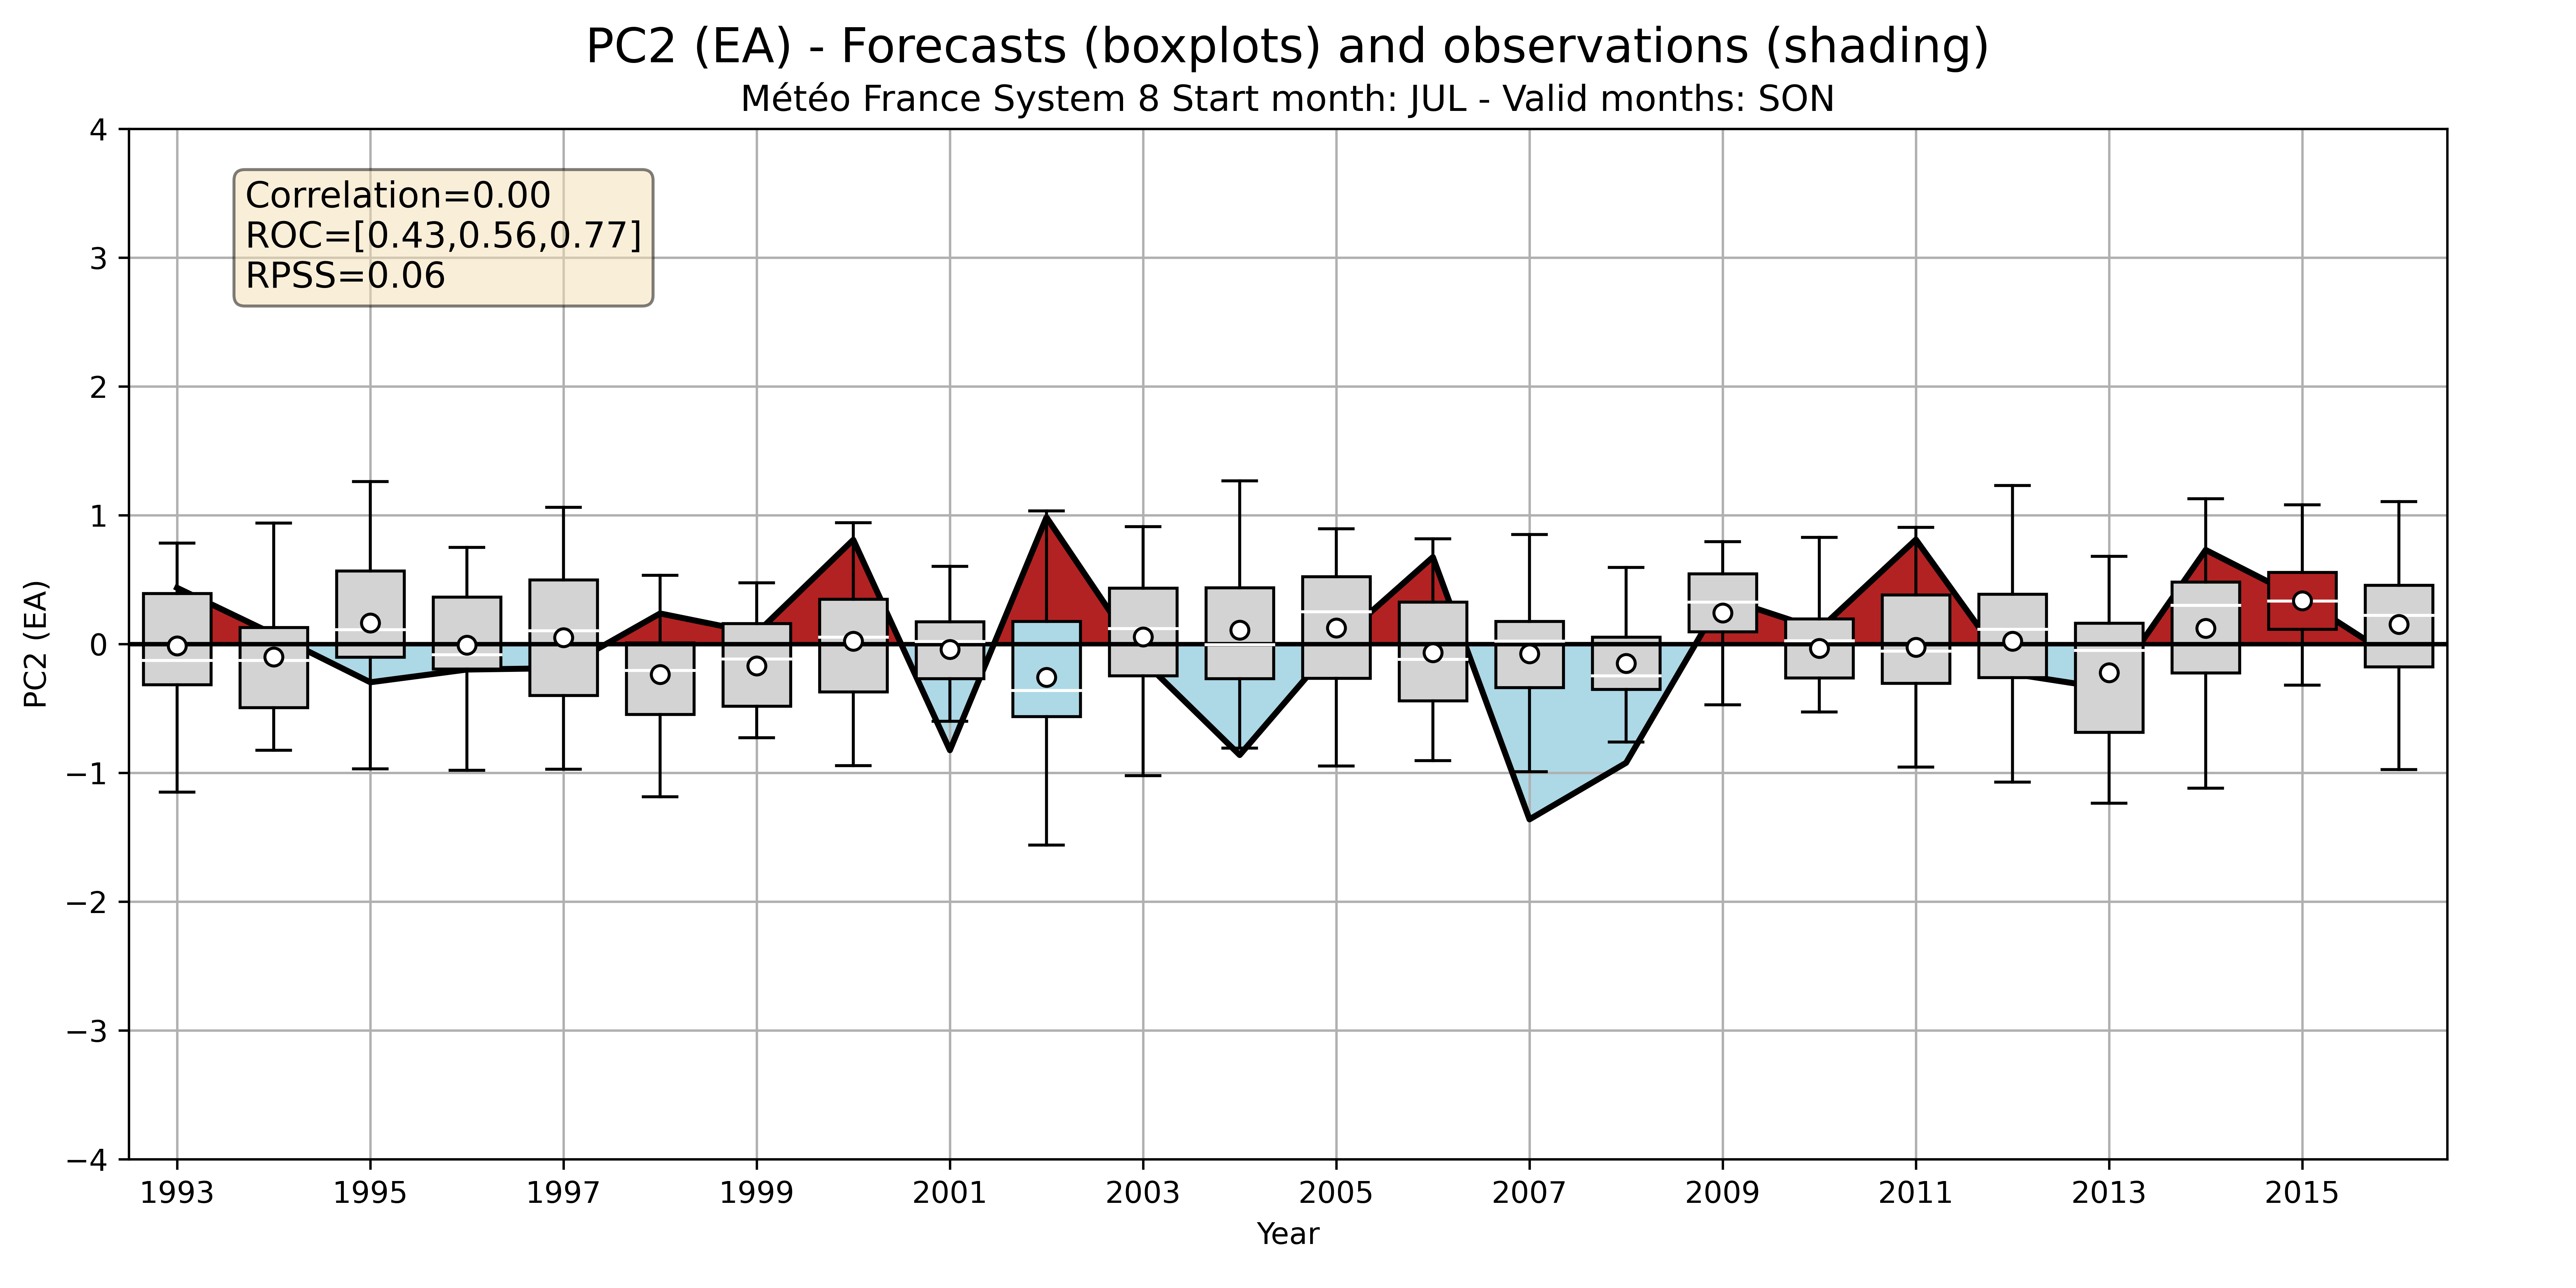 PC2 (EA) - Forecasts (boxplots) and observations (shading)
Météo France System 8 Start month: JUL - Valid months: SON
Correlation=0.00
ROC=[0.43,0.56,0.77]
RPSS=0.06
PC2 (EA)
4
3
2
1
0
−1
−2
−3
−4
1993 1995 1997 1999 2001 2003 2005 2007 2009 2011 2013 2015
Year